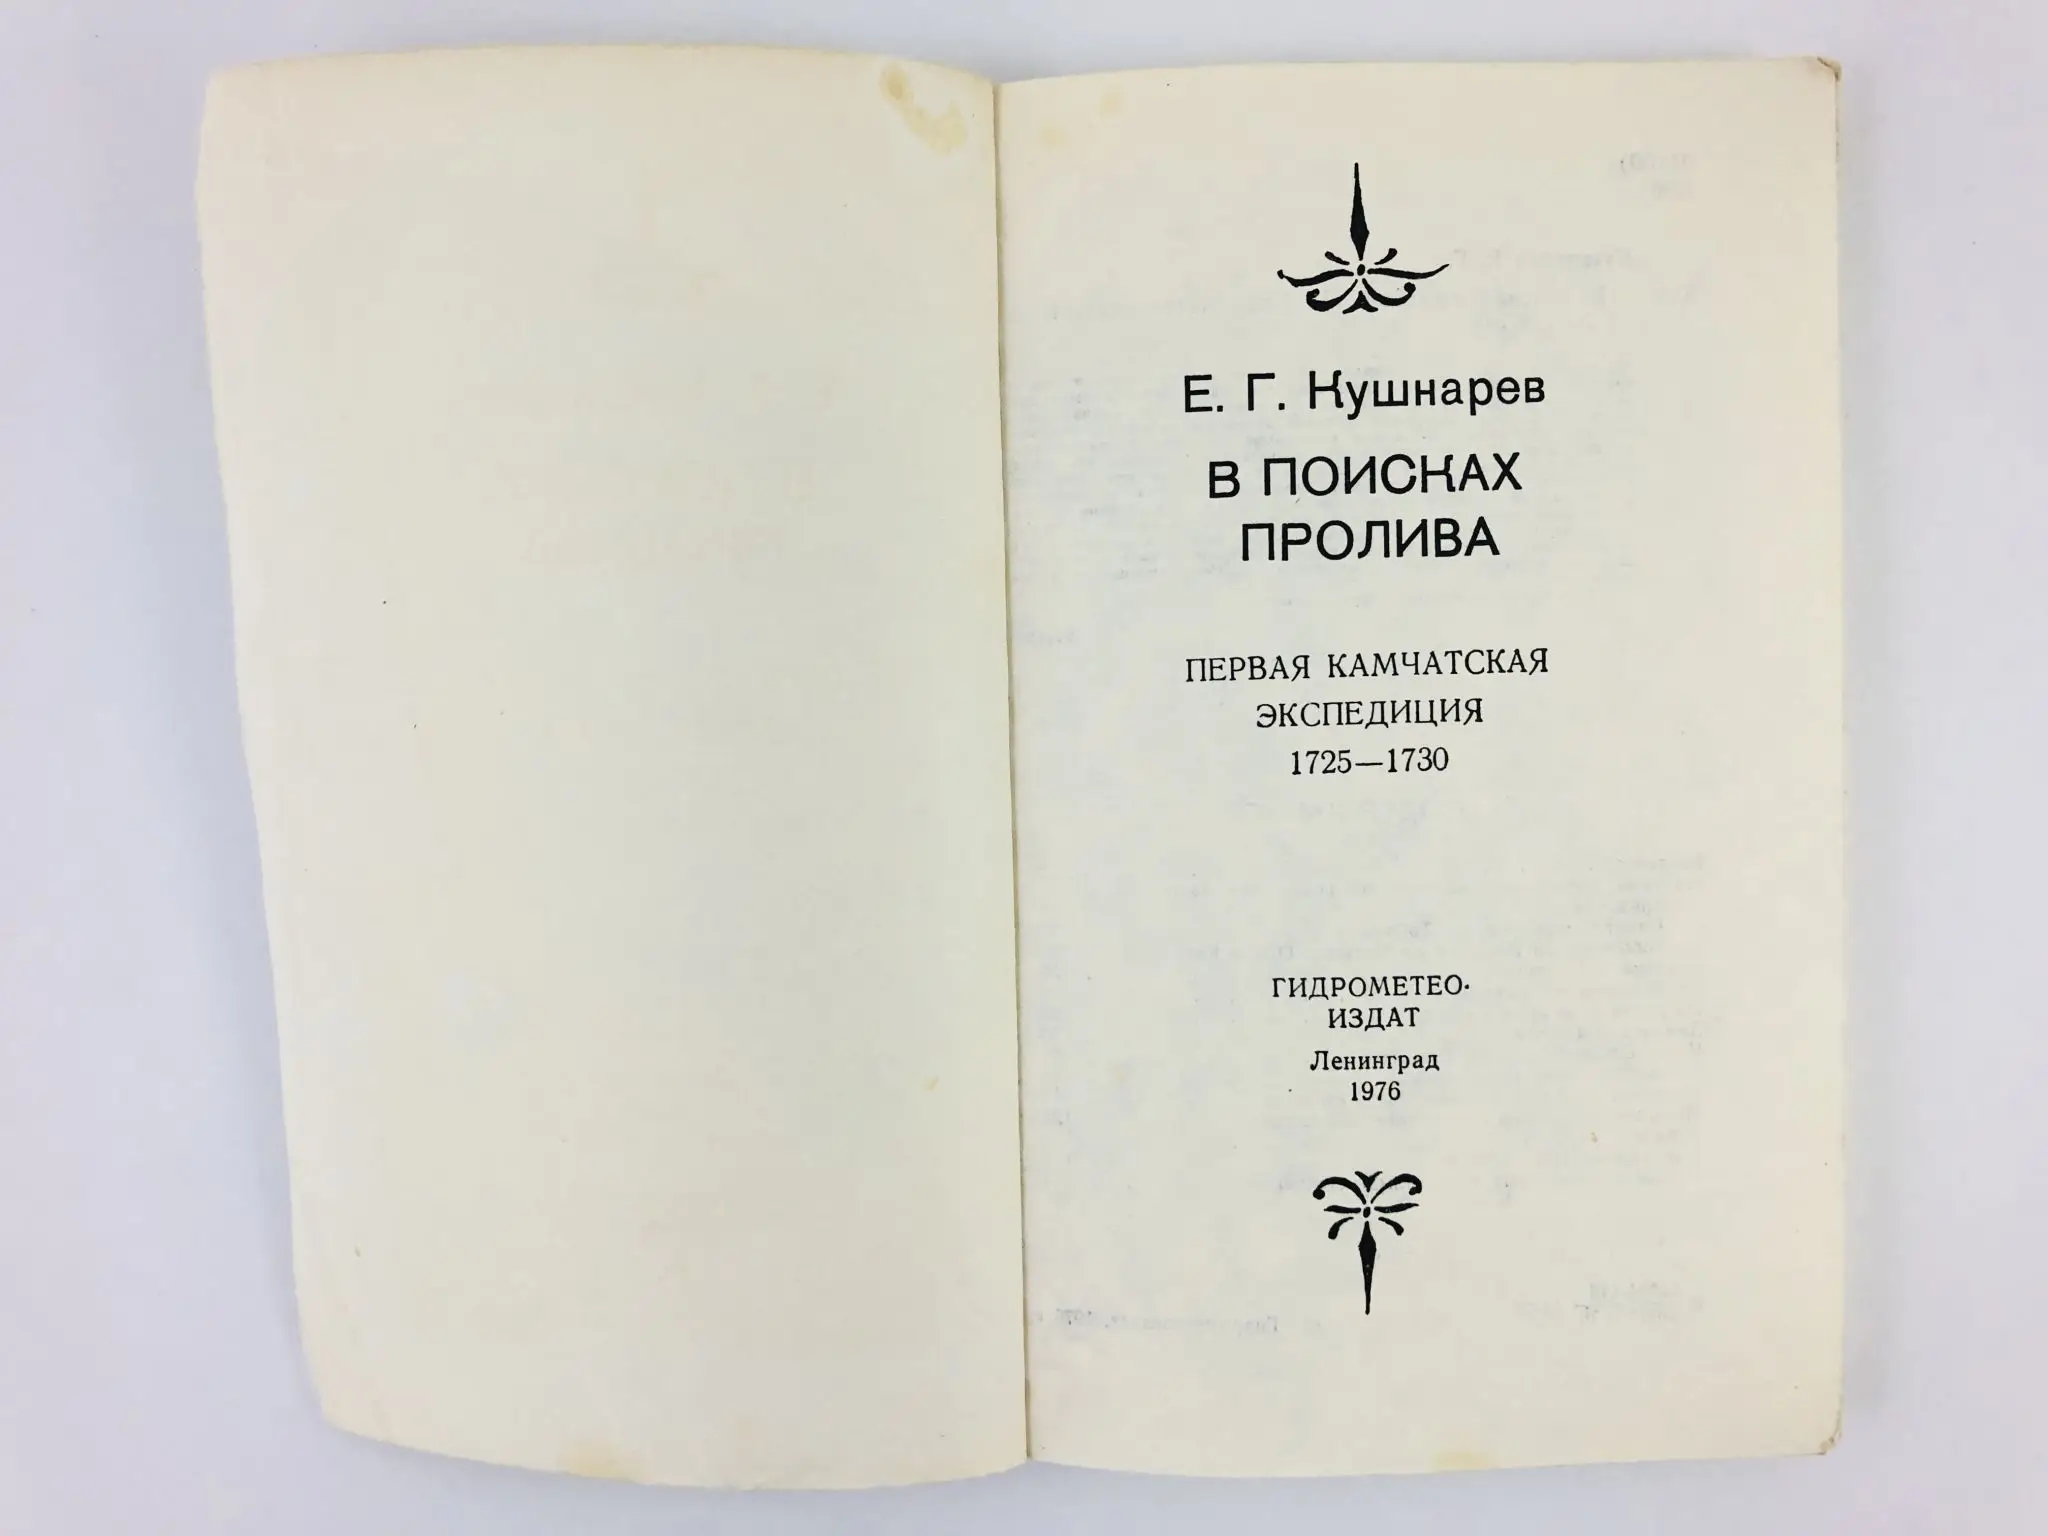 Е. Г. Кушнарев
В ПОИСКАХ
ПРОЛИВА
ПЕРВАЯ КАМЧАТСКАЯ
ЭКСПЕДИЦИЯ
1725—1730
ГИДРОМЕТЕО-
ИЗДАТ
Ленинград
1976